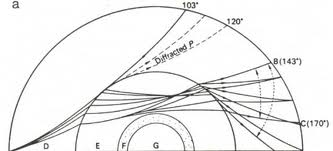 a
103°
120°
Diffracted P
B (143°)
C (170°)
D
E
F
G